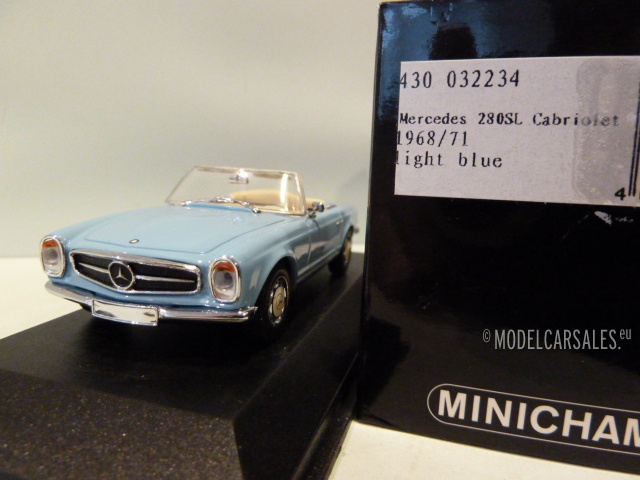 430 032234
Mercedes 280SL Cabriolet
1968/71
light blue
4
© MODELCARSALES.eu
MINICHAM